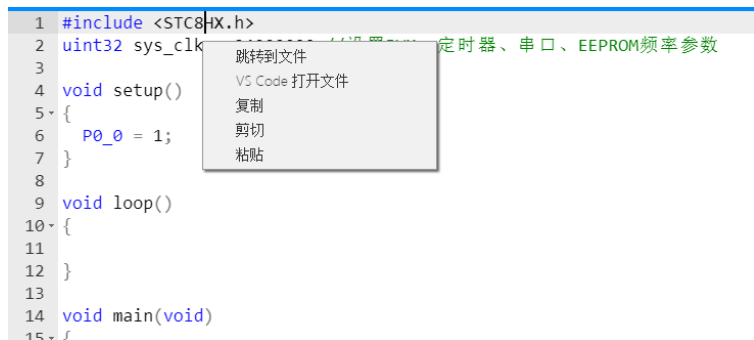 1 #include <STC8HX.h>
2 uint32 sys_clk 定时器、串口、EEPROM频率参数
跳转到文件
3
VS Code 打开文件
4 void setup()
复制
5 {
剪切
6 P0_0 = 1;
粘贴
7 }
8
9 void loop()
10 {
11
12 }
13
14 void main(void)
15 {